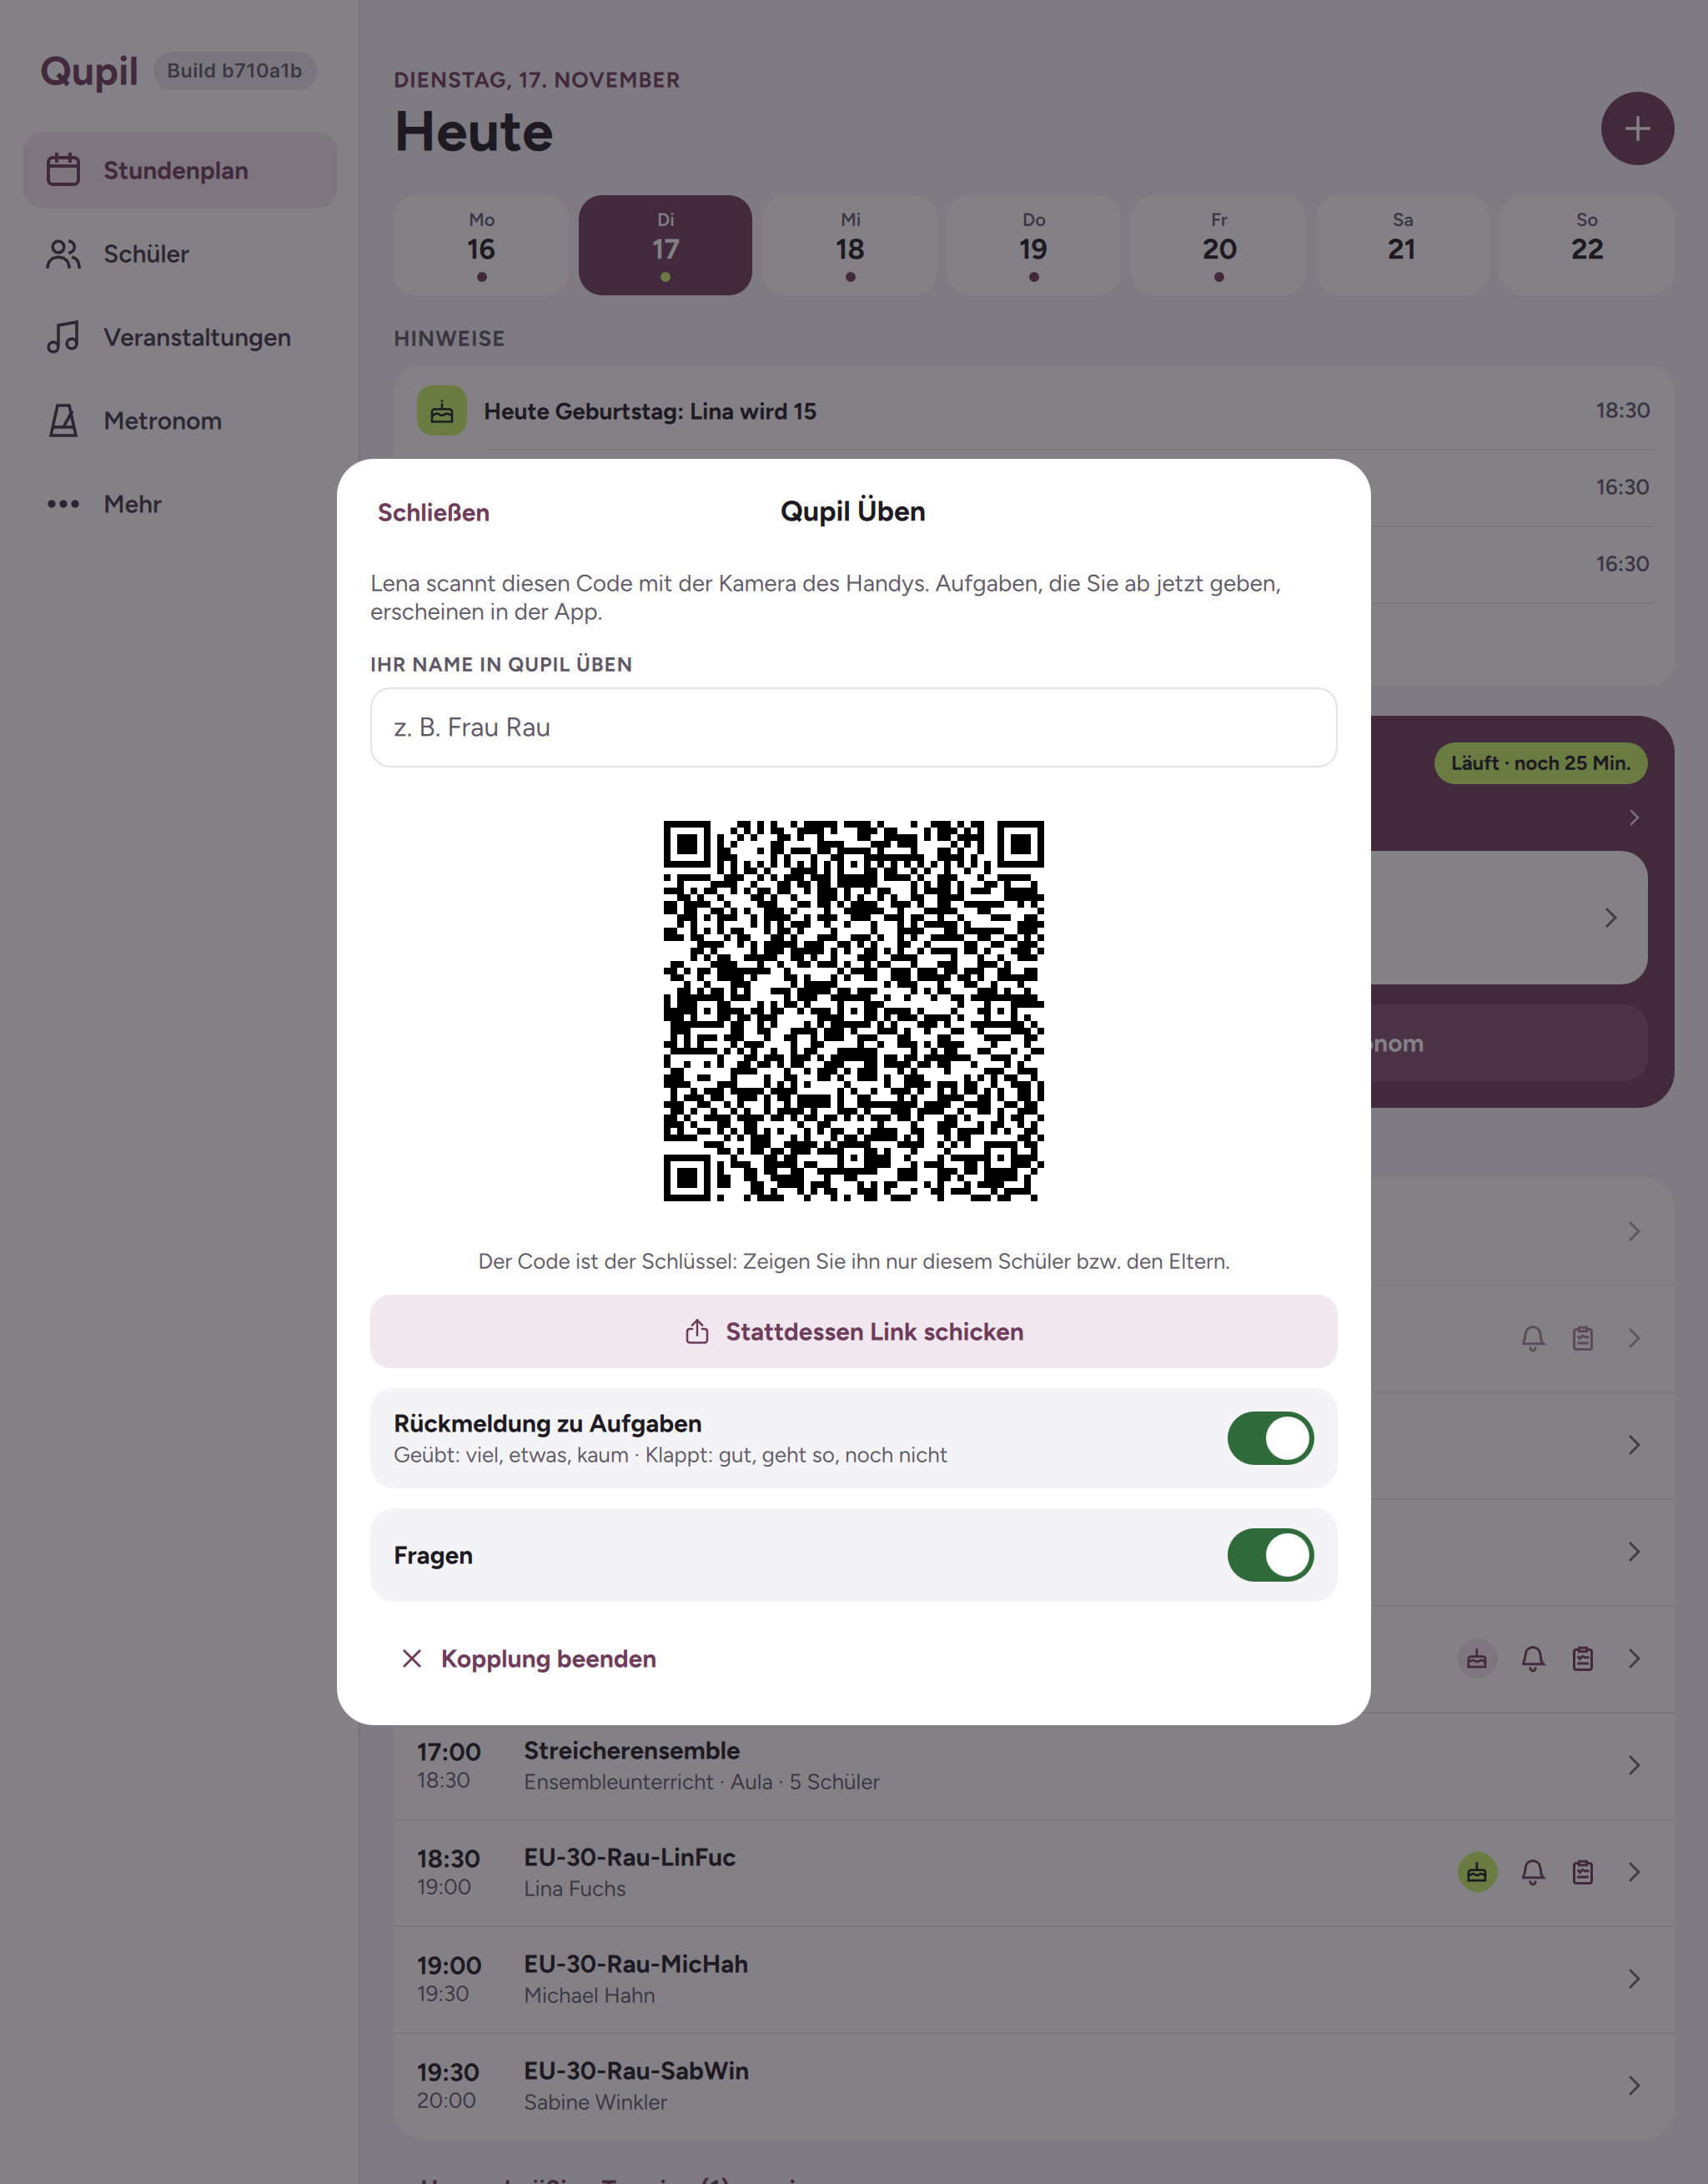 Qupil
Build b710a1b
Stundenplan
Schüler
Veranstaltungen
Metronom
Mehr
DIENSTAG, 17. NOVEMBER
Heute
Mo
16
Di
17
Mi
18
Do
19
Fr
20
Sa
21
So
22
HINWEISE
Heute Geburtstag: Lina wird 15
18:30
16:30
16:30
Läuft · noch 25 Min.
Schließen
Qupil Üben
Lena scannt diesen Code mit der Kamera des Handys. Aufgaben, die Sie ab jetzt geben,
erscheinen in der App.
IHR NAME IN QUPIL ÜBEN
z. B. Frau Rau
Der Code ist der Schlüssel: Zeigen Sie ihn nur diesem Schüler bzw. den Eltern.
Stattdessen Link schicken
Rückmeldung zu Aufgaben
Geübt: viel, etwas, kaum · Klappt: gut, geht so, noch nicht
Fragen
Kopplung beenden
17:00
18:30
Streicherensemble
Ensembleunterricht · Aula · 5 Schüler
18:30
19:00
EU-30-Rau-LinFuc
Lina Fuchs
19:00
19:30
EU-30-Rau-MicHah
Michael Hahn
19:30
20:00
EU-30-Rau-SabWin
Sabine Winkler